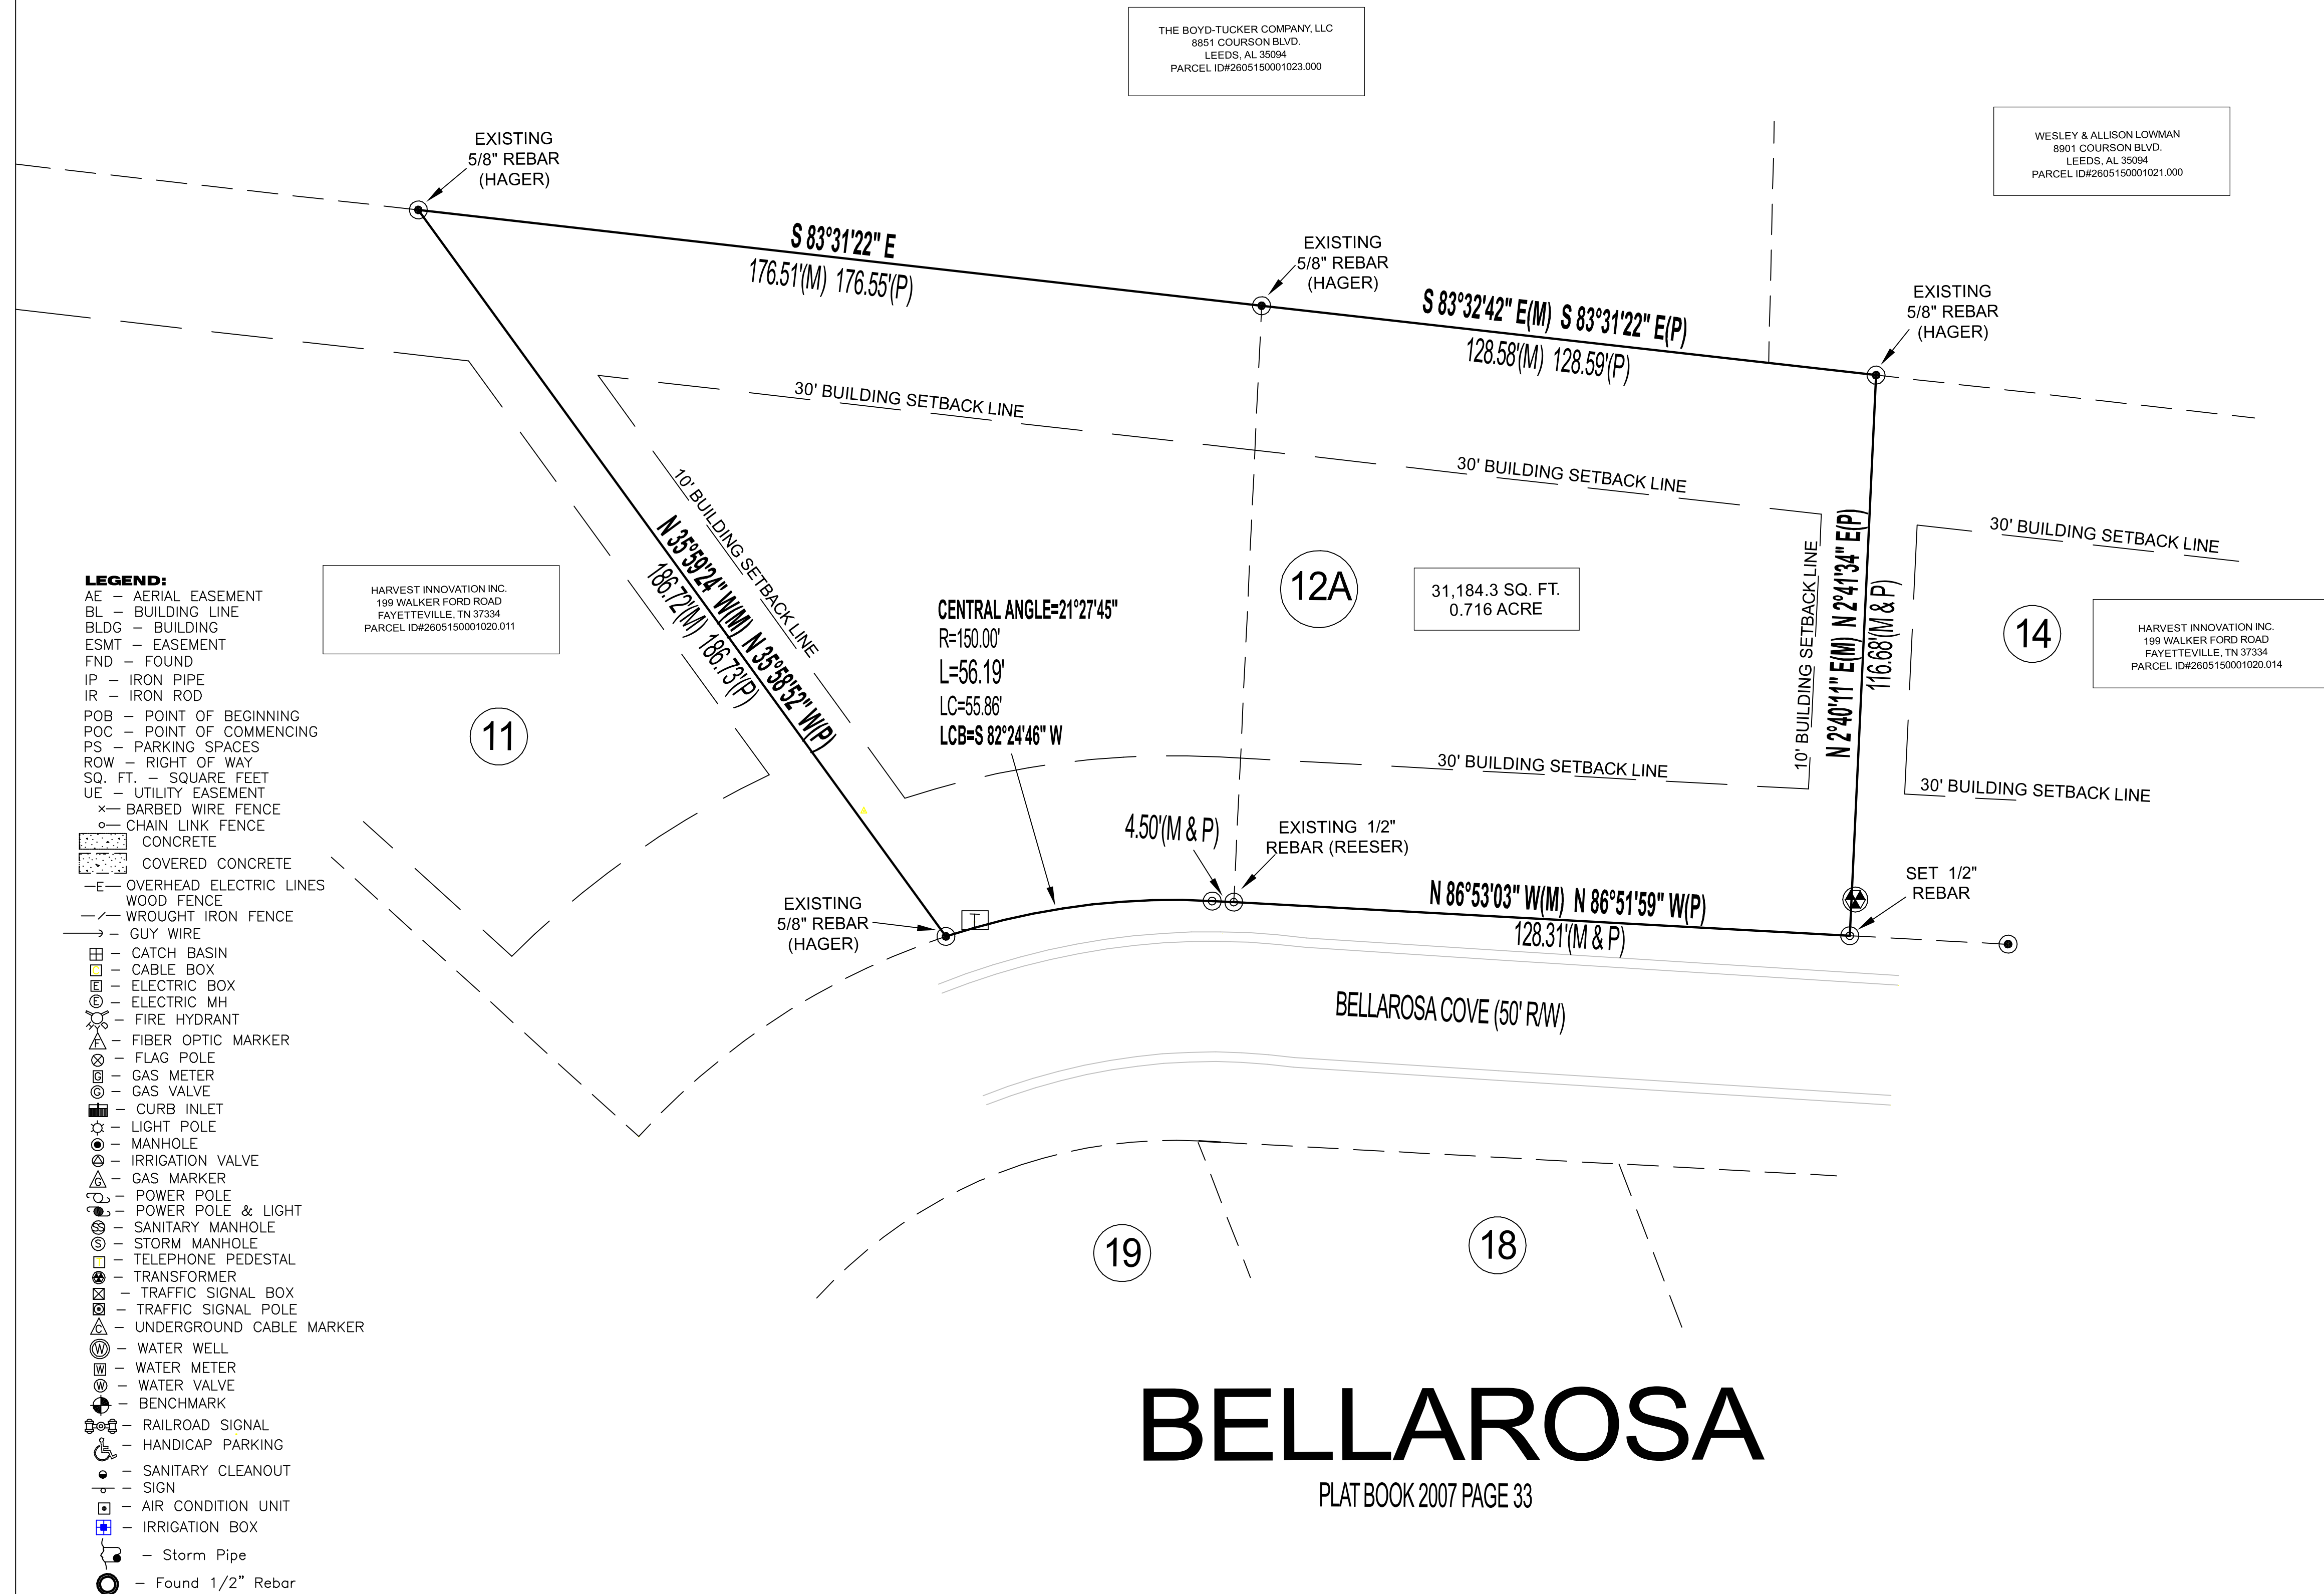 THE BOYD-TUCKER COMPANY, LLC
8851 COURSON BLVD.
LEEDS, AL 35094
PARCEL ID#2605150001023.000
WESLEY & ALLISON LOWMAN
8901 COURSON BLVD.
LEEDS, AL 35094
PARCEL ID#2605150001021.000
EXISTING
5/8" REBAR
(HAGER)
S 83°31'22" E
176.51'(M) 176.55'(P)
EXISTING
5/8" REBAR
(HAGER)
S 83°32'42" E(M) S 83°31'22" E(P)
128.58'(M) 128.59'(P)
EXISTING
5/8" REBAR
(HAGER)
30' BUILDING SETBACK LINE
30' BUILDING SETBACK LINE
10' BUILDING SETBACK LINE
N 35°59'24" W(M) N 35°58'52" W(P)
186.72'(M) 186.73'(P)
HARVEST INNOVATION INC.
199 WALKER FORD ROAD
FAYETTEVILLE, TN 37334
PARCEL ID#2605150001020.011
11
CENTRAL ANGLE=21°27'45"
R=150.00'
L=56.19'
LC=55.86'
LCB=S 82°24'46" W
12A
31,184.3 SQ. FT.
0.716 ACRE
10' BUILDING SETBACK LINE
N 2°40'11" E(M) N 2°41'34" E(P)
116.68'(M & P)
30' BUILDING SETBACK LINE
14
HARVEST INNOVATION INC.
199 WALKER FORD ROAD
FAYETTEVILLE, TN 37334
PARCEL ID#2605150001020.014
30' BUILDING SETBACK LINE
30' BUILDING SETBACK LINE
4.50'(M & P)
EXISTING 1/2"
REBAR (REESER)
EXISTING
5/8" REBAR
(HAGER)
T
N 86°53'03" W(M) N 86°51'59" W(P)
128.31'(M & P)
SET 1/2"
REBAR
BELLAROSA COVE (50' R/W)
19
18
BELLAROSA
PLAT BOOK 2007 PAGE 33
LEGEND:
AE – AERIAL EASEMENT
BL – BUILDING LINE
BLDG – BUILDING
ESMT – EASEMENT
FND – FOUND
IP – IRON PIPE
IR – IRON ROD
POB – POINT OF BEGINNING
POC – POINT OF COMMENCING
PS – PARKING SPACES
ROW – RIGHT OF WAY
SQ. FT. – SQUARE FEET
UE – UTILITY EASEMENT
x— BARBED WIRE FENCE
o— CHAIN LINK FENCE
CONCRETE
COVERED CONCRETE
—E— OVERHEAD ELECTRIC LINES
WOOD FENCE
WROUGHT IRON FENCE
– GUY WIRE
– CATCH BASIN
– CABLE BOX
E – ELECTRIC BOX
E – ELECTRIC MH
– FIRE HYDRANT
F – FIBER OPTIC MARKER
– FLAG POLE
G – GAS METER
G – GAS VALVE
– CURB INLET
– LIGHT POLE
– MANHOLE
– IRRIGATION VALVE
G – GAS MARKER
– POWER POLE
– POWER POLE & LIGHT
SS – SANITARY MANHOLE
S – STORM MANHOLE
– TELEPHONE PEDESTAL
– TRANSFORMER
– TRAFFIC SIGNAL BOX
– TRAFFIC SIGNAL POLE
C – UNDERGROUND CABLE MARKER
W – WATER WELL
W – WATER METER
W – WATER VALVE
– BENCHMARK
– RAILROAD SIGNAL
– HANDICAP PARKING
– SANITARY CLEANOUT
– SIGN
– AIR CONDITION UNIT
– IRRIGATION BOX
– Storm Pipe
– Found 1/2" Rebar